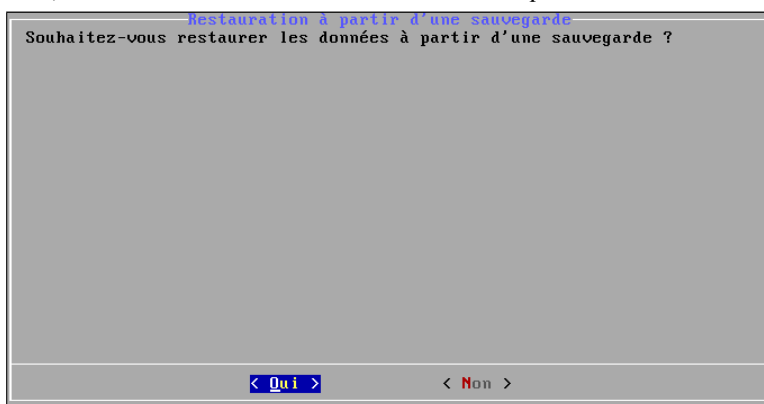 Restauration à partir d'une sauvegarde
Souhaitez-vous restaurer les données à partir d'une sauvegarde ?
< Oui > < Non >